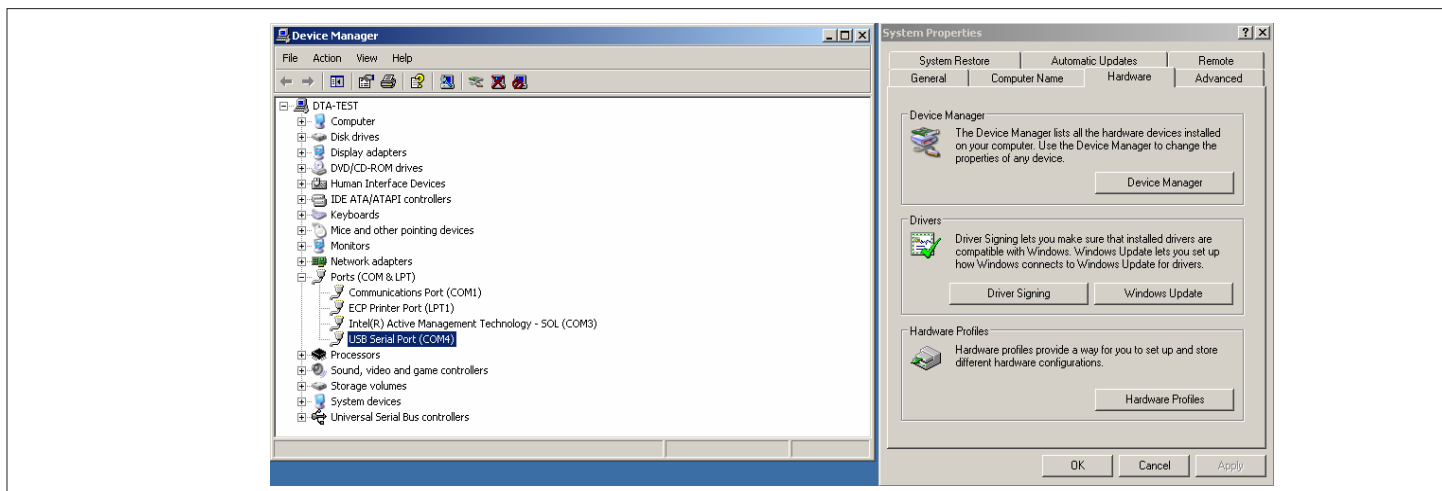 Device Manager
File Action View Help
DTA-TEST
Computer
Disk drives
Display adapters
DVD/CD-ROM drives
Human Interface Devices
IDE ATA/ATAPI controllers
Keyboards
Mice and other pointing devices
Monitors
Network adapters
Ports (COM & LPT)
Communications Port (COM1)
ECP Printer Port (LPT1)
Intel(R) Active Management Technology - SOL (COM3)
USB Serial Port (COM4)
Processors
Sound, video and game controllers
Storage volumes
System devices
Universal Serial Bus controllers
System Properties
System Restore Automatic Updates Remote
General Computer Name Hardware Advanced
Device Manager
The Device Manager lists all the hardware devices installed
on your computer. Use the Device Manager to change the
properties of any device.
Device Manager
Drivers
Driver Signing lets you make sure that installed drivers are
compatible with Windows. Windows Update lets you set up
how Windows connects to Windows Update for drivers.
Driver Signing Windows Update
Hardware Profiles
Hardware profiles provide a way for you to set up and store
different hardware configurations.
Hardware Profiles
OK Cancel Apply